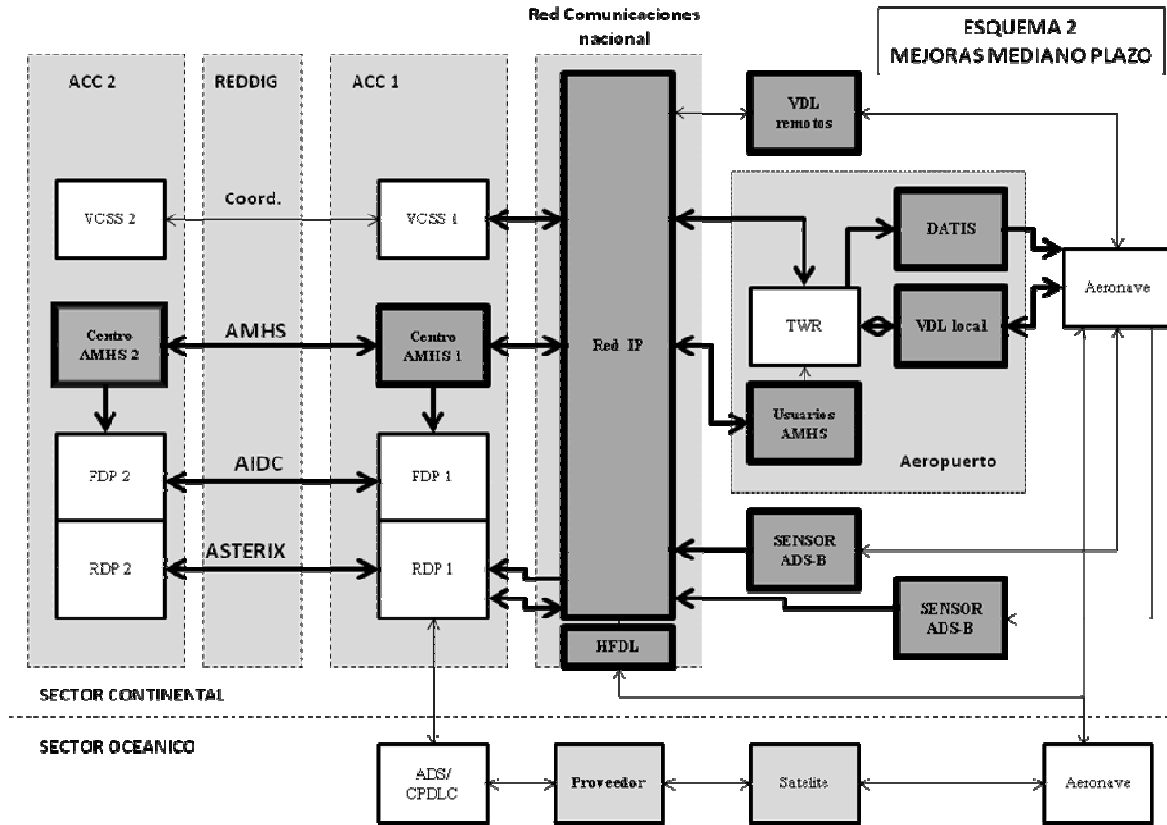 Red Comunicaciones
nacional
ESQUEMA 2
MEJORAS MEDIANO PLAZO
ACC 2
REDDIG
ACC 1
VDL
remotos
VCSS 2
Coord.
VCSS 1
DATIS
Aeronave
TWR
VDL local
Centro
AMHS 2
AMHS
Centro
AMHS 1
Red IP
Usuarios
AMHS
Aeropuerto
FDP 2
AIDC
FDP 1
RDP 2
ASTERIX
RDP 1
SENSOR
ADS-B
SENSOR
ADS-B
HFDL
SECTOR CONTINENTAL
SECTOR OCEANICO
ADS/
CPDLC
Proveedor
Satelite
Aeronave